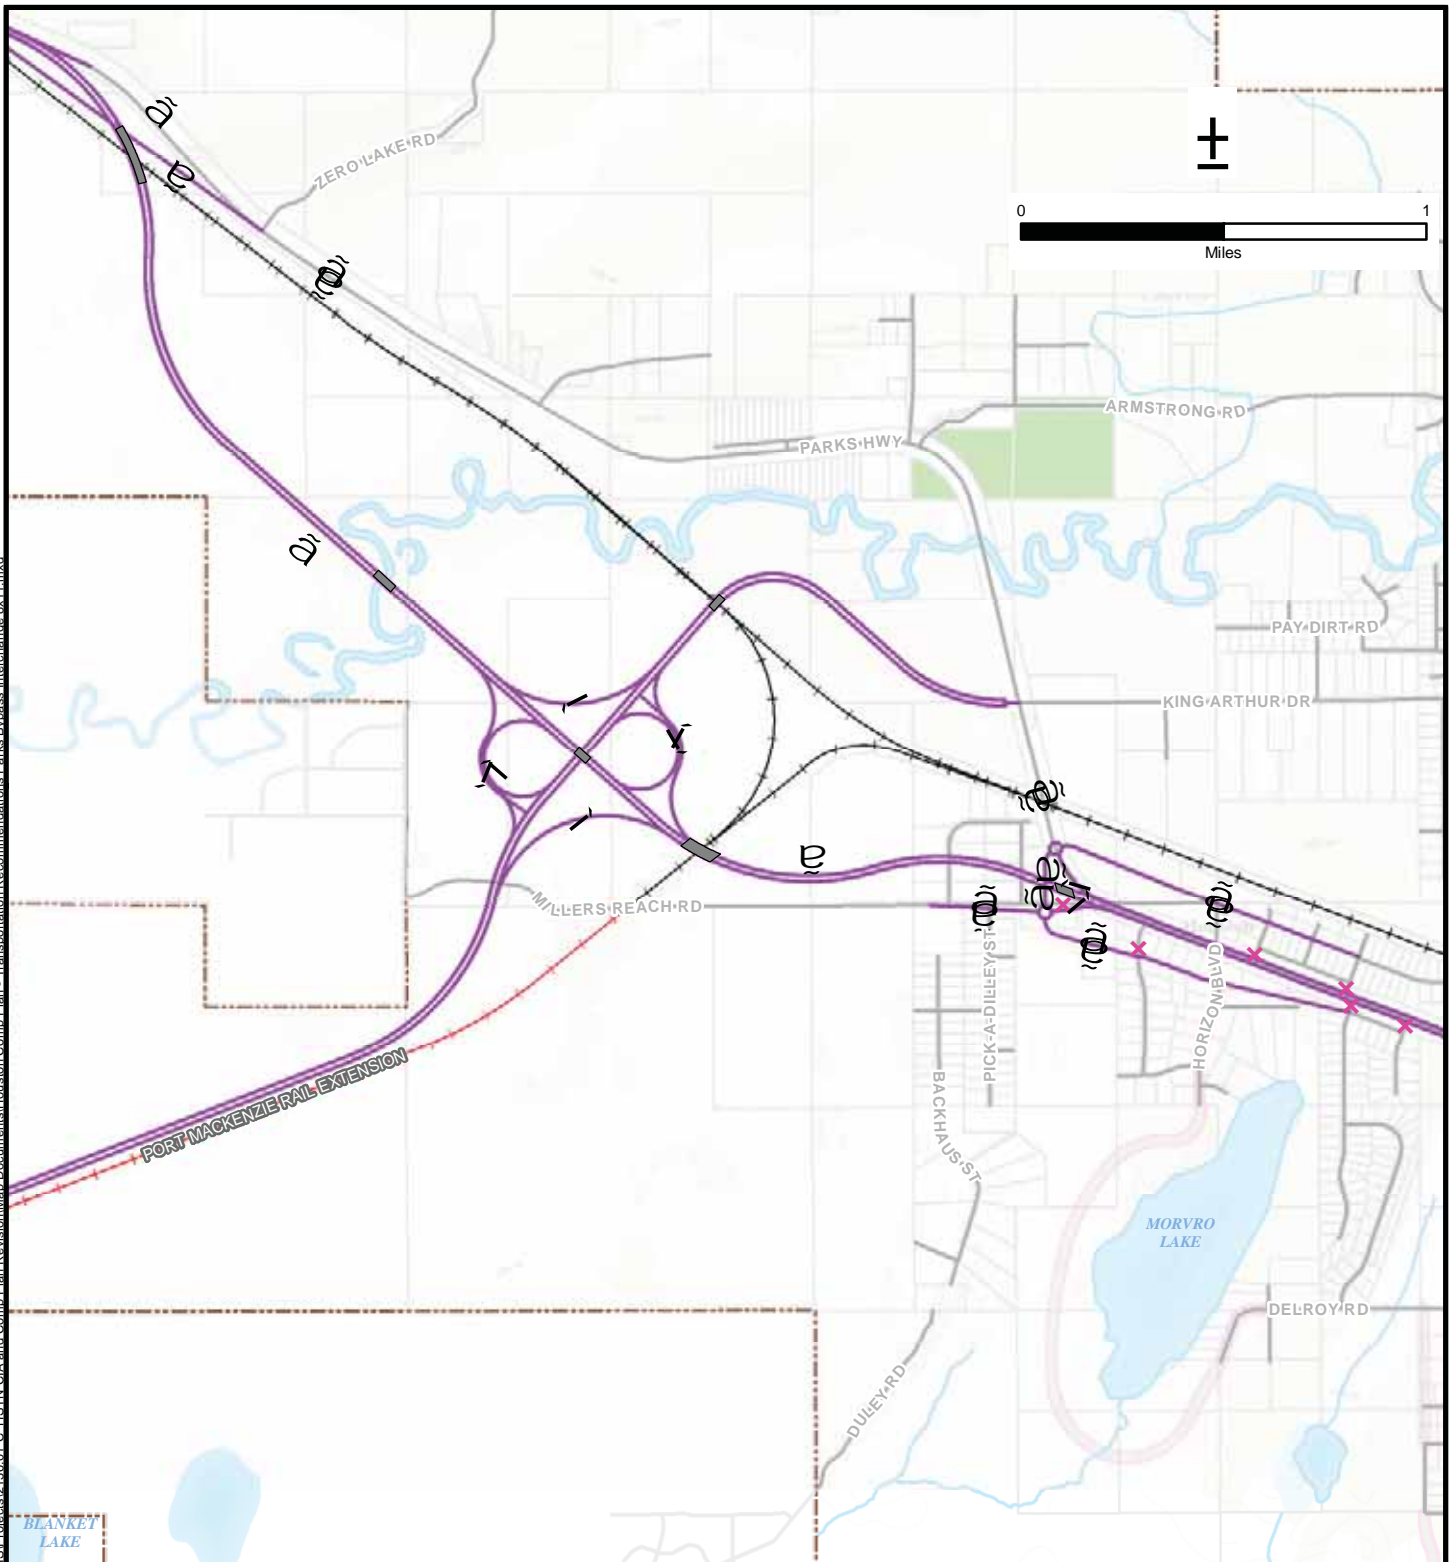 ZERO LAKE RD
0 1
Miles
ARMSTRONG RD
PARKS HWY
PAY DIRT RD
KING ARTHUR DR
MILLERS REACH RD
PICK-A-DILLEY ST
HORIZON BLVD
BACKHAUS ST
PORT MACKENZIE RAIL EXTENSION
MORVRO
LAKE
DELROY RD
DULEY RD
BLANKET
LAKE